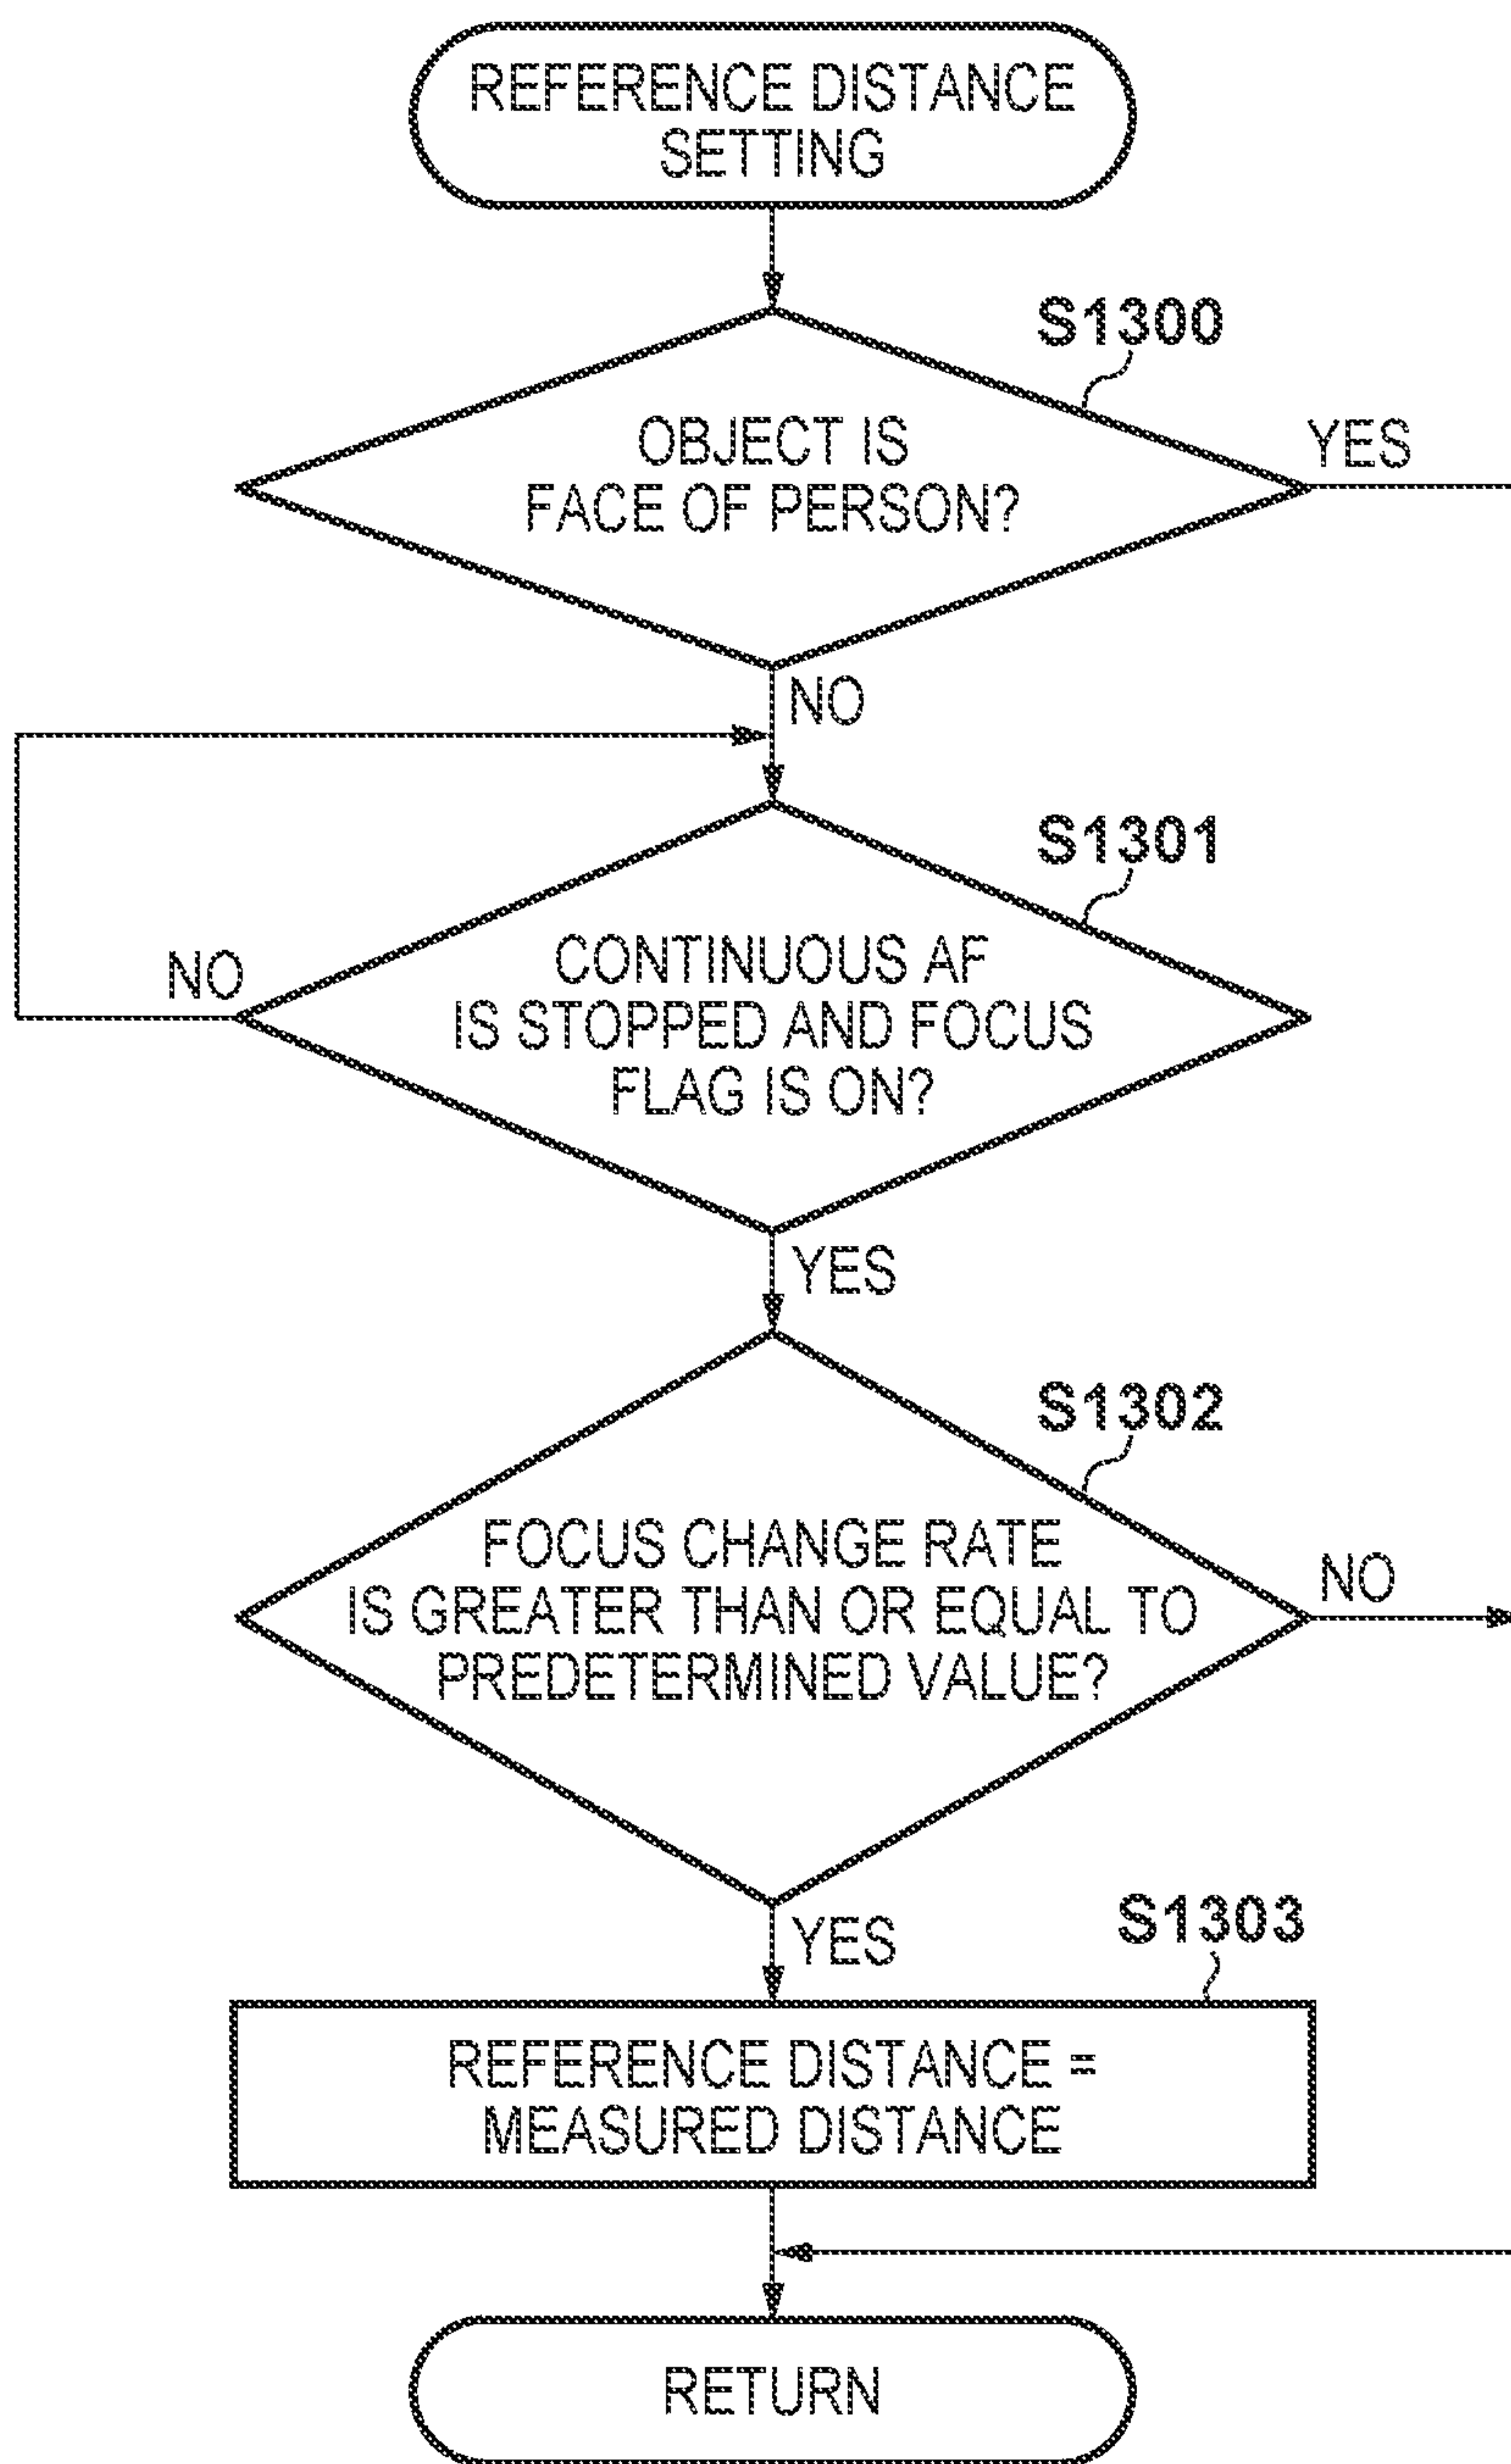 REFERENCE DISTANCE
SETTING
S1300
OBJECT IS
FACE OF PERSON?
YES
NO
S1301
CONTINUOUS AF
IS STOPPED AND FOCUS
FLAG IS ON?
NO
YES
S1302
FOCUS CHANGE RATE
IS GREATER THAN OR EQUAL TO
PREDETERMINED VALUE?
NO
YES
S1303
REFERENCE DISTANCE =
MEASURED DISTANCE
RETURN